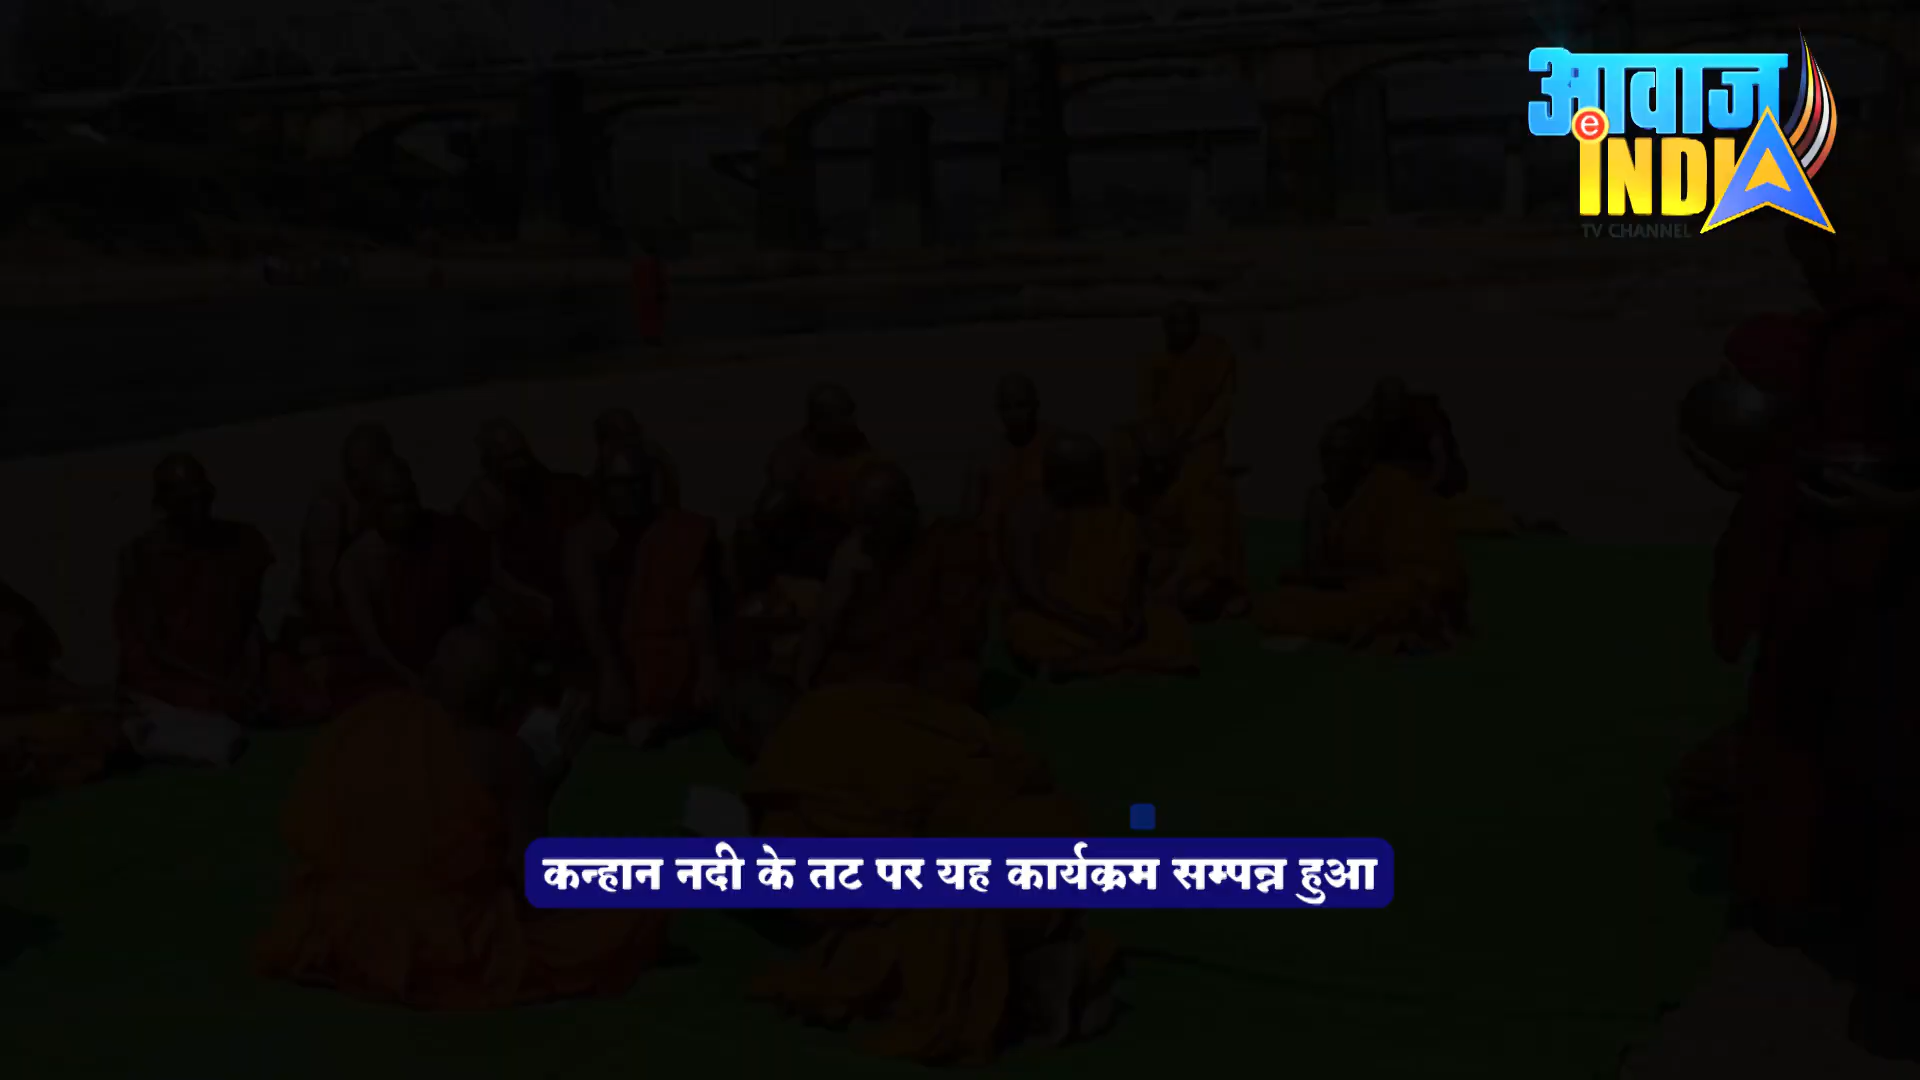 आवाज
e
INDIA
TV CHANNEL
कन्हान नदी के तट पर यह कार्यक्रम सम्पन्न हुआ